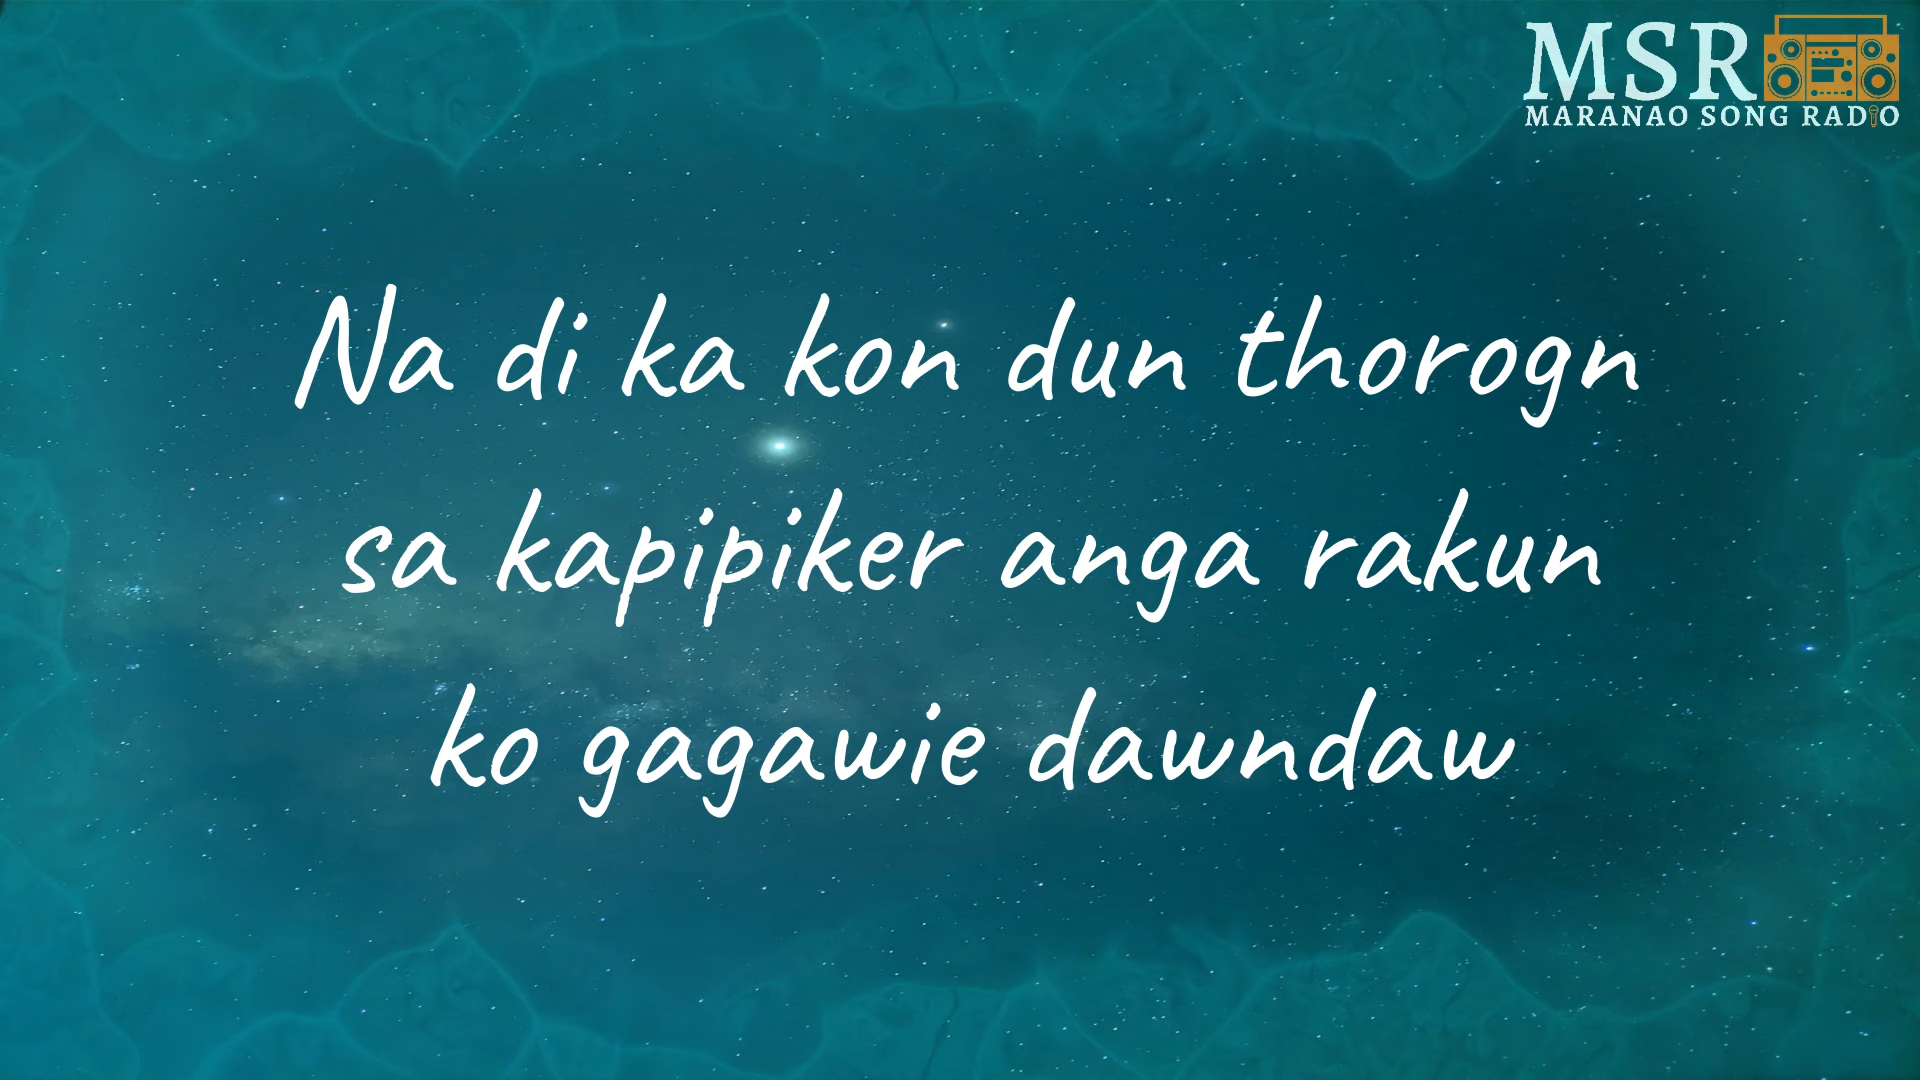 MSR
MARANAO SONG RADIO
Na di ka kon dun thorogn
sa kapipiker anga rakun
ko gagawie dawndaw